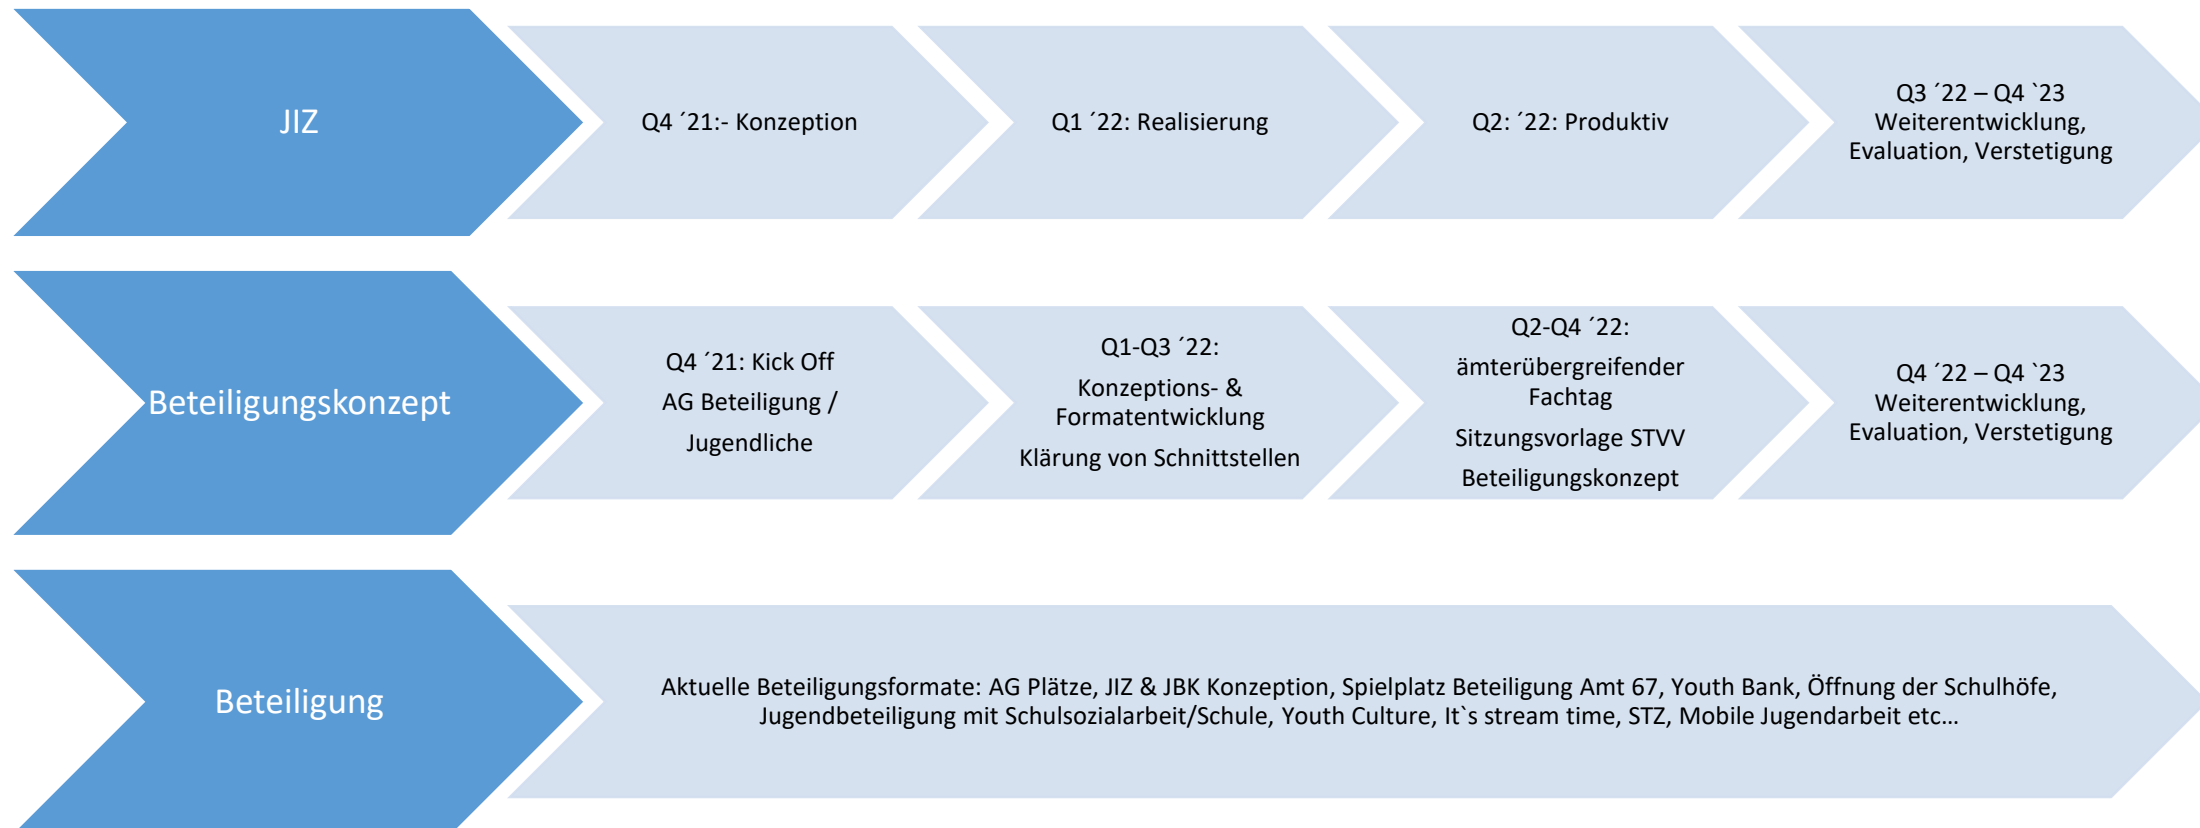 JIZ
Q4 ´21:- Konzeption
Q1 ´22: Realisierung
Q2: ´22: Produktiv
Q3 ´22 – Q4 `23
Weiterentwicklung,
Evaluation, Verstetigung
Beteiligungskonzept
Q4 ´21: Kick Off
AG Beteiligung /
Jugendliche
Q1-Q3 ´22:
Konzeptions- &
Formatentwicklung
Klärung von Schnittstellen
Q2-Q4 ´22:
ämterübergreifender
Fachtag
Sitzungsvorlage STVV
Beteiligungskonzept
Q4 ´22 – Q4 `23
Weiterentwicklung,
Evaluation, Verstetigung
Beteiligung
Aktuelle Beteiligungsformate: AG Plätze, JIZ & JBK Konzeption, Spielplatz Beteiligung Amt 67, Youth Bank, Öffnung der Schulhöfe,
Jugendbeteiligung mit Schulsozialarbeit/Schule, Youth Culture, It`s stream time, STZ, Mobile Jugendarbeit etc…